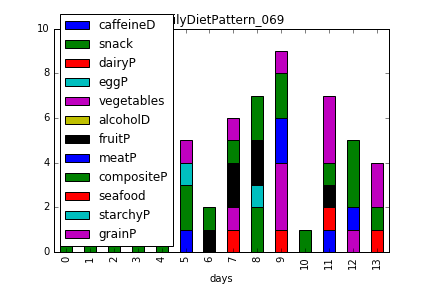 ilyDietPattern_069
10
8
6
4
2
0
caffeineD
snack
dairyP
eggP
vegetables
alcoholD
fruitP
meatP
compositeP
seafood
starchyP
grainP
0 1 2 3 4 5 6 7 8 9 10 11 12 13
days